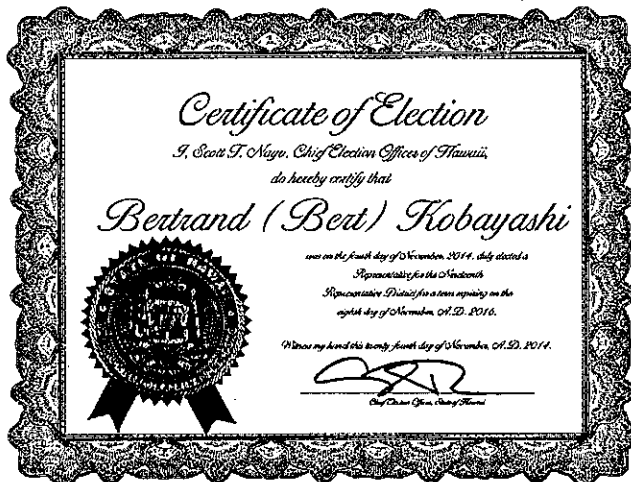 Certificate of Election
I, Scott T. Nago, Chief Election Officer of Hawaii,
do hereby certify that
Bertrand (Bert) Kobayashi
was on the fourth day of November, 2014, duly elected a
Representative for the Nineteenth
Representative District for a term expiring on the
eighth day of November, A.D. 2016.
Witness my hand this twenty-fourth day of November, A.D. 2014.
Chief Election Officer, State of Hawaii
STATE OF HAWAII